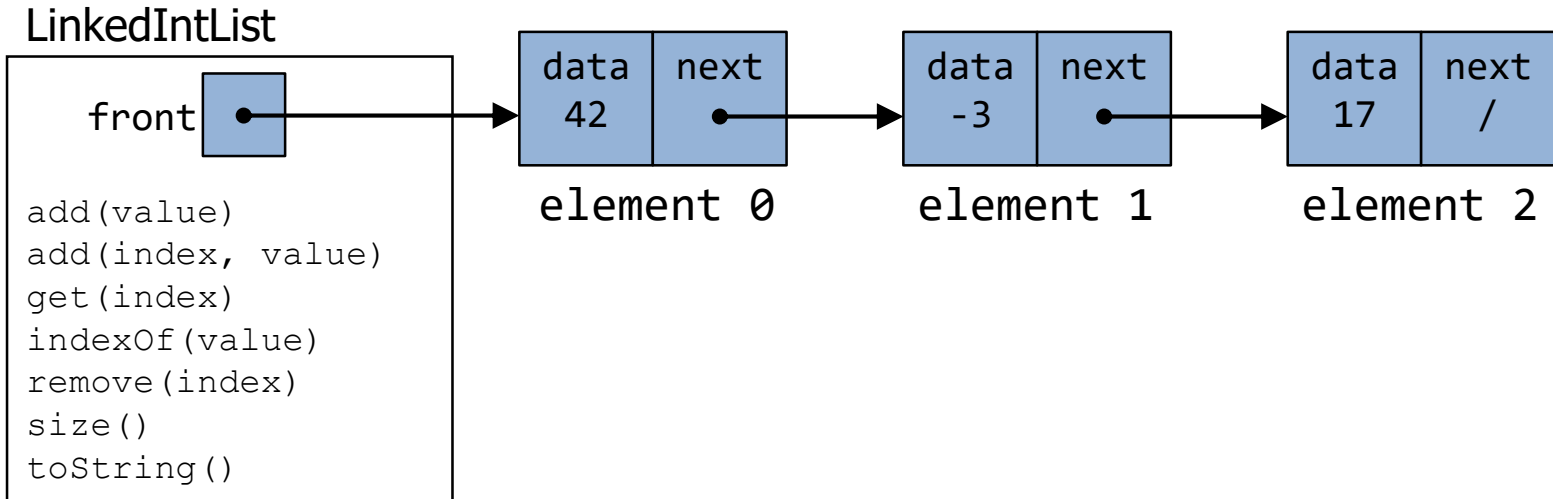 LinkedIntList
front
add(value)
add(index, value)
get(index)
indexOf(value)
remove(index)
size()
toString()
data next
42
element 0
data next
-3
element 1
data next
17 /
element 2